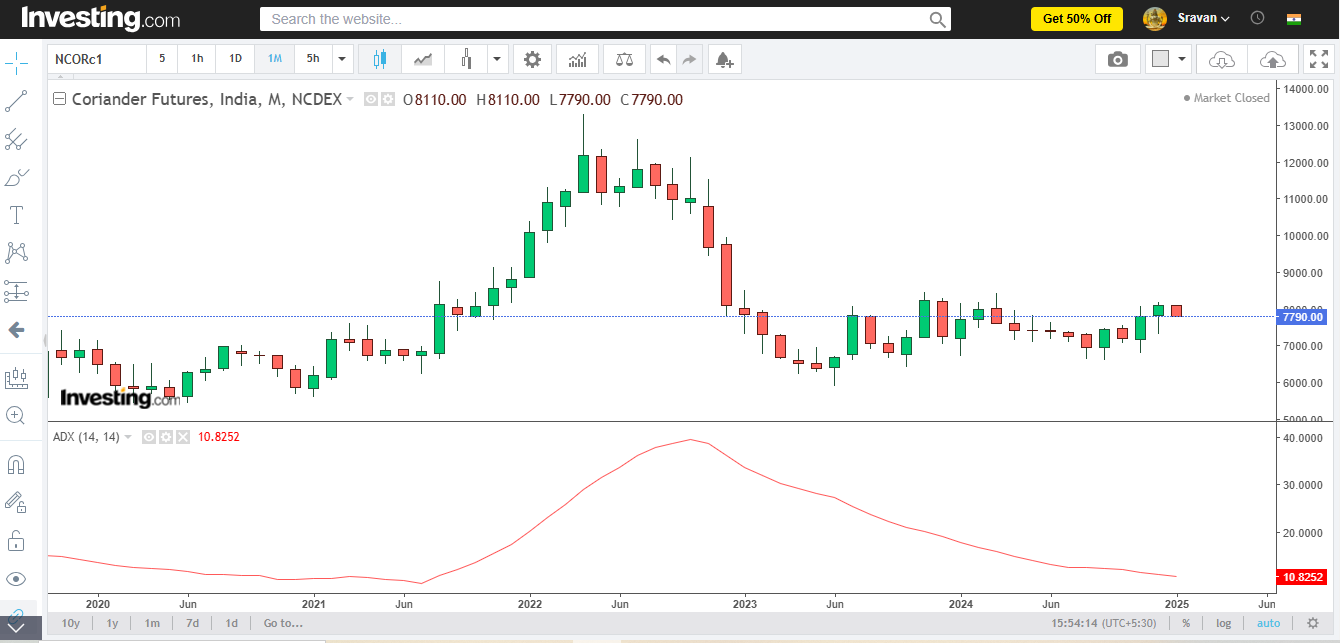 Investing.com
Search the website...
Get 50% Off
Sravan
NCORc1 5 1h 1D 1M 5h
Coriander Futures, India, M, NCDEX O8110.00 H8110.00 L7790.00 C7790.00
Market Closed
14000.00
13000.00
12000.00
11000.00
10000.00
9000.00
7790.00
7000.00
6000.00
5000.00
Investing.com
ADX (14, 14) 10.8252
40.0000
30.0000
20.0000
10.8252
2020 Jun 2021 Jun 2022 Jun 2023 Jun 2024 Jun 2025 Jun
10y 1y 1m 7d 1d Go to... 15:54:14 (UTC+5:30) % log auto